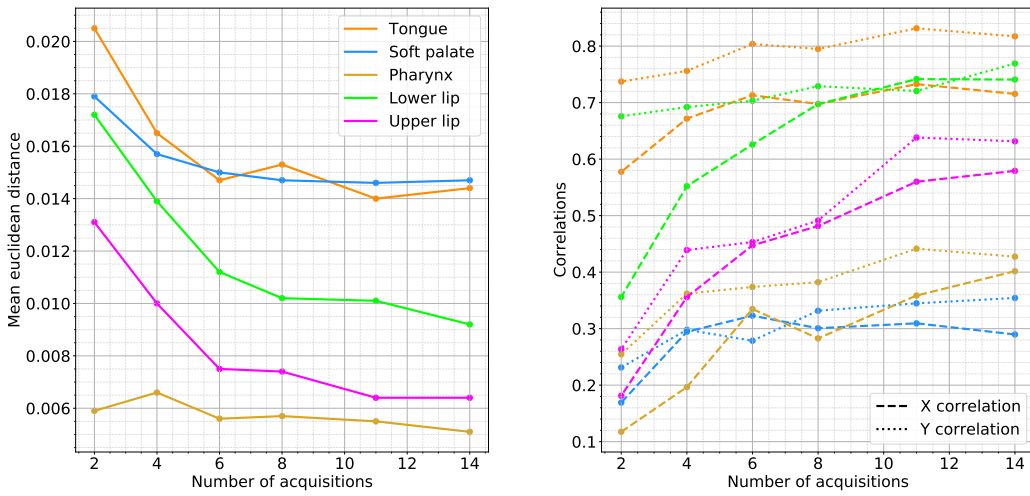 Mean euclidean distance
0.020
0.018
0.016
0.014
0.012
0.010
0.008
0.006
2 4 6 8 10 12 14
Number of acquisitions
Tongue
Soft palate
Pharynx
Lower lip
Upper lip
Correlations
0.8
0.7
0.6
0.5
0.4
0.3
0.2
0.1
2 4 6 8 10 12 14
Number of acquisitions
X correlation
Y correlation